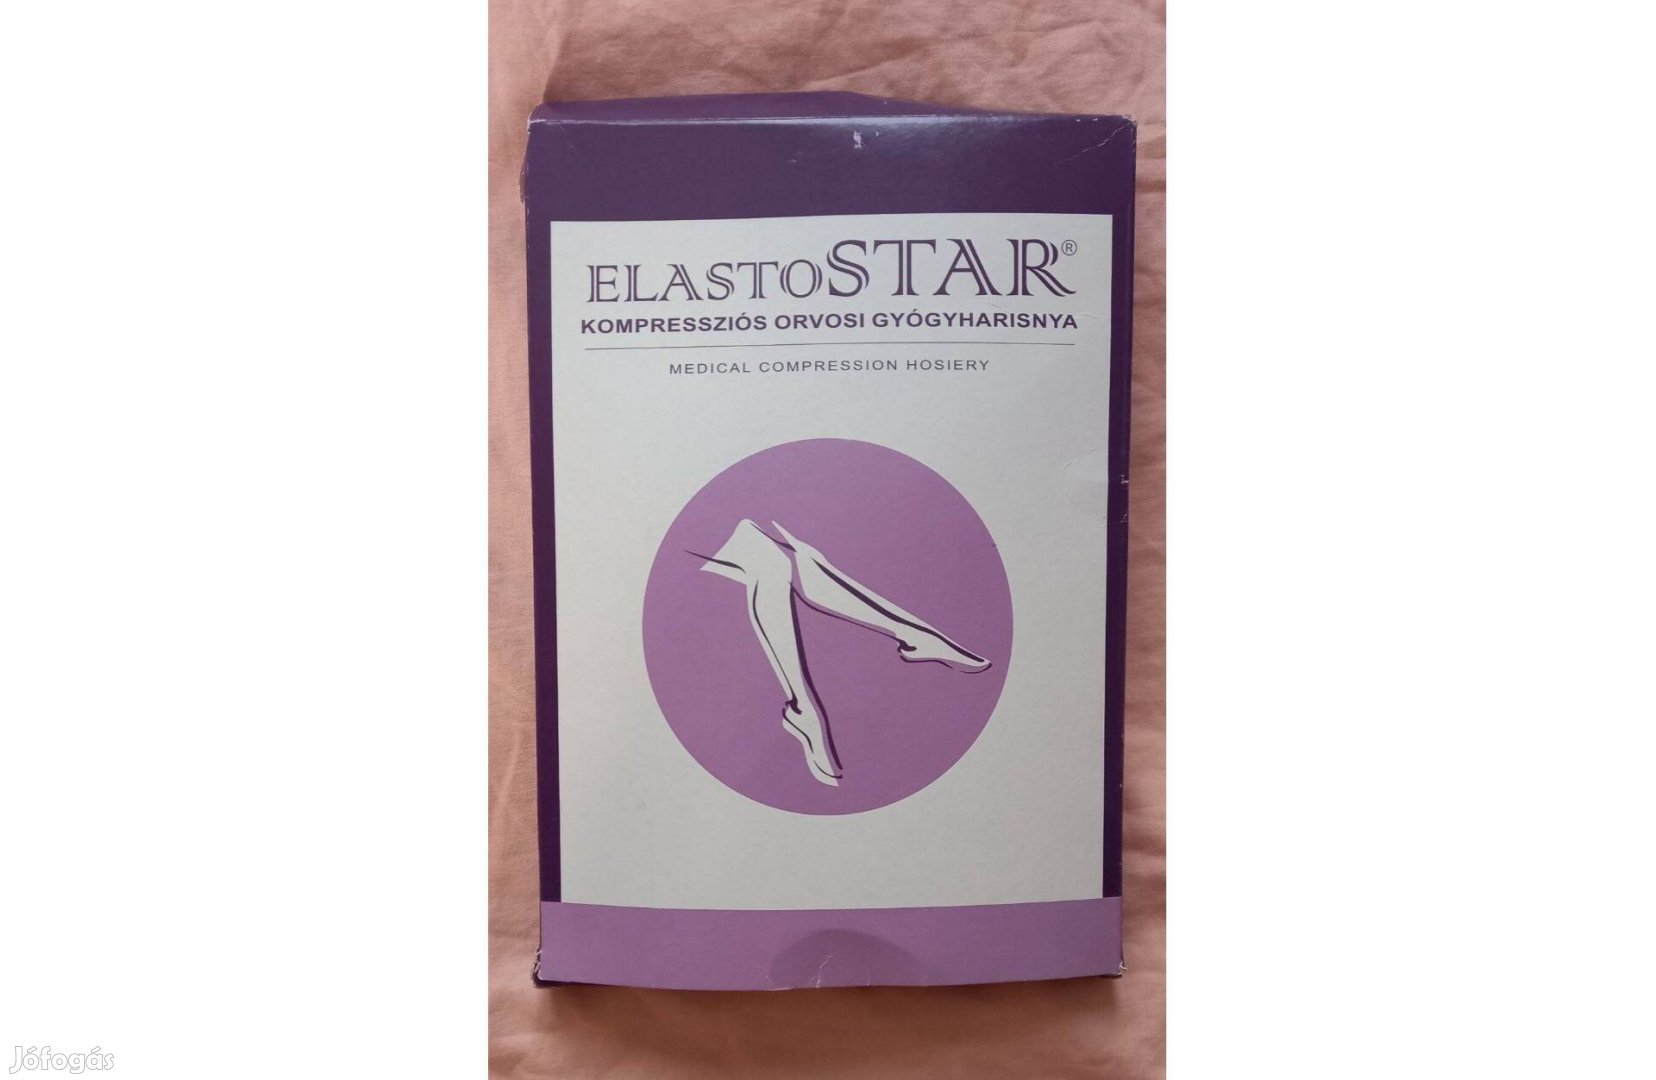 ELASTOSTAR®
KOMPRESSZIÓS ORVOSI GYÓGYHARISNYA
MEDICAL COMPRESSION HOSIERY
Jófogás